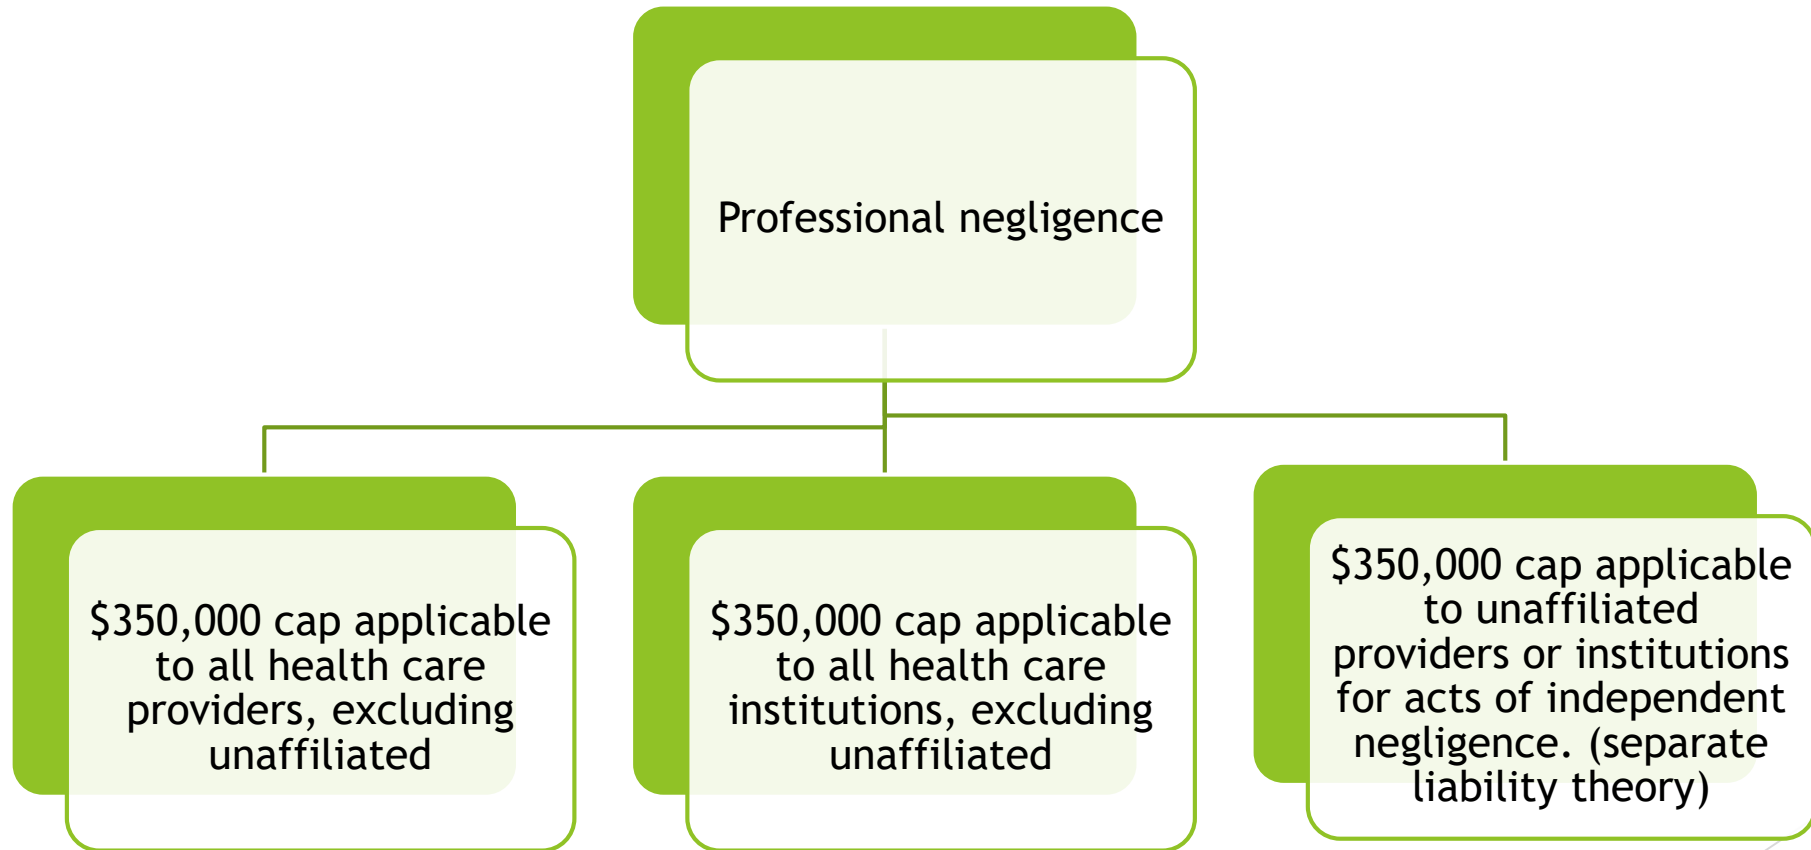 Professional negligence
$350,000 cap applicable
to all health care
providers, excluding
unaffiliated
$350,000 cap applicable
to all health care
institutions, excluding
unaffiliated
$350,000 cap applicable
to unaffiliated
providers or institutions
for acts of independent
negligence. (separate
liability theory)